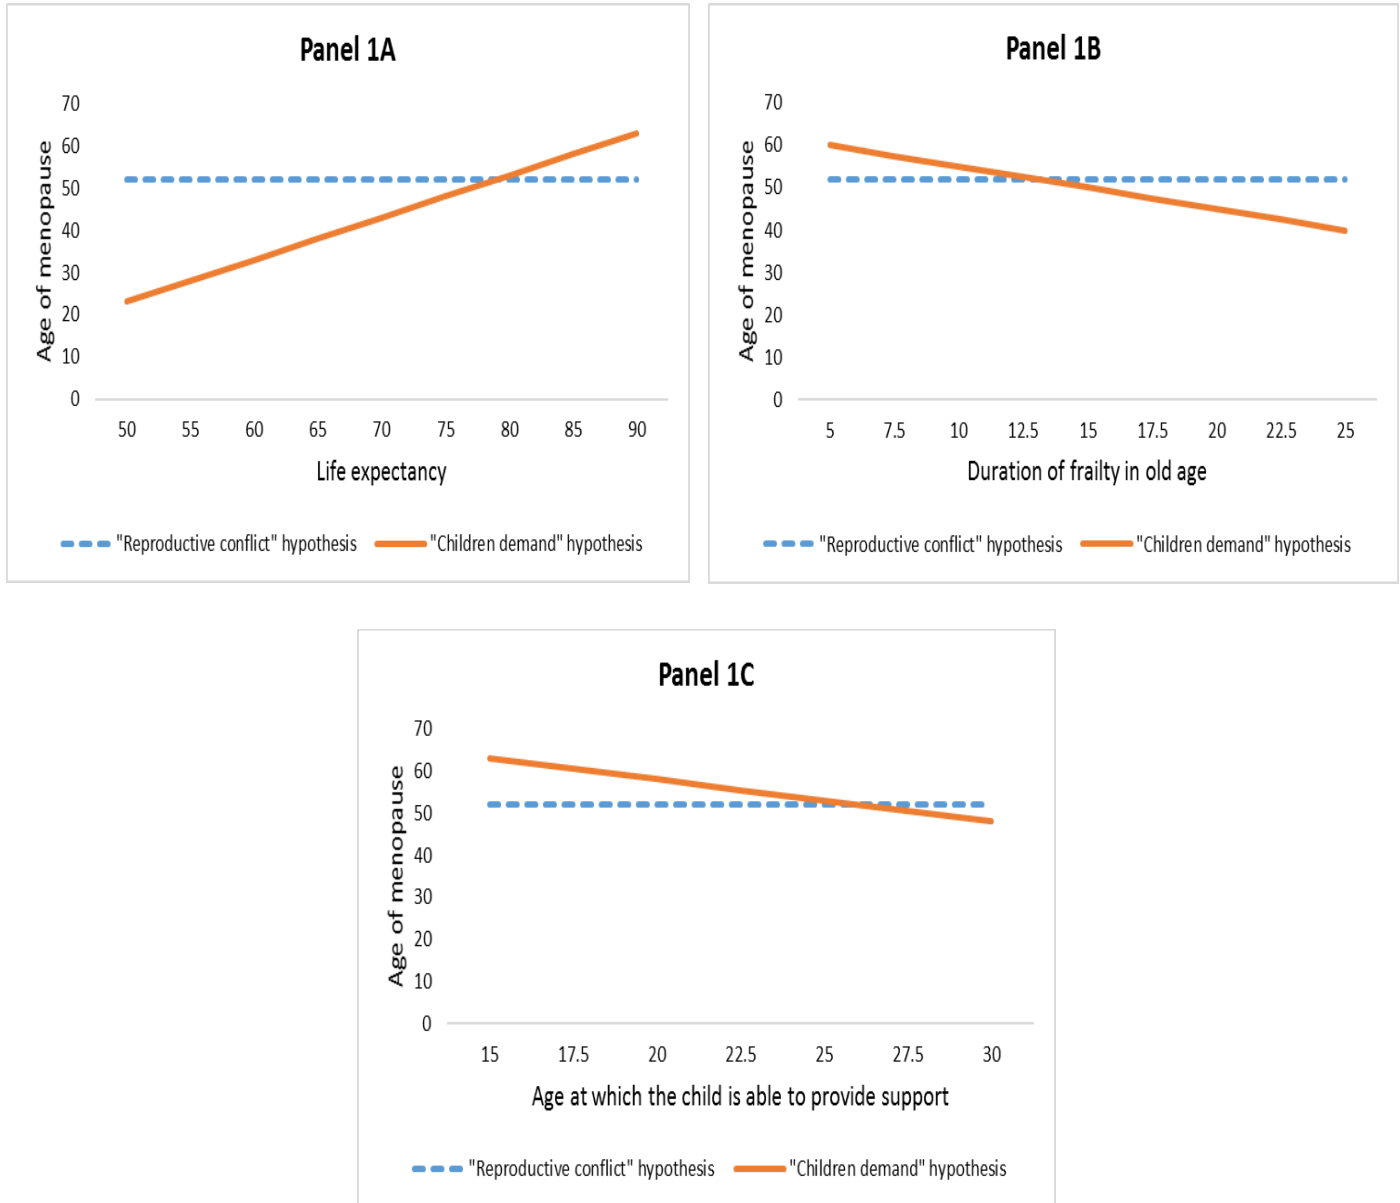 Panel 1A
70
60
50
40
30
20
10
0
Age of menopause
50 55 60 65 70 75 80 85 90
Life expectancy
"Reproductive conflict" hypothesis "Children demand" hypothesis
Panel 1B
70
60
50
40
30
20
10
0
Age of menopause
5 7.5 10 12.5 15 17.5 20 22.5 25
Duration of frailty in old age
"Reproductive conflict" hypothesis "Children demand" hypothesis
Panel 1C
70
60
50
40
30
20
10
0
Age of menopause
15 17.5 20 22.5 25 27.5 30
Age at which the child is able to provide support
"Reproductive conflict" hypothesis "Children demand" hypothesis